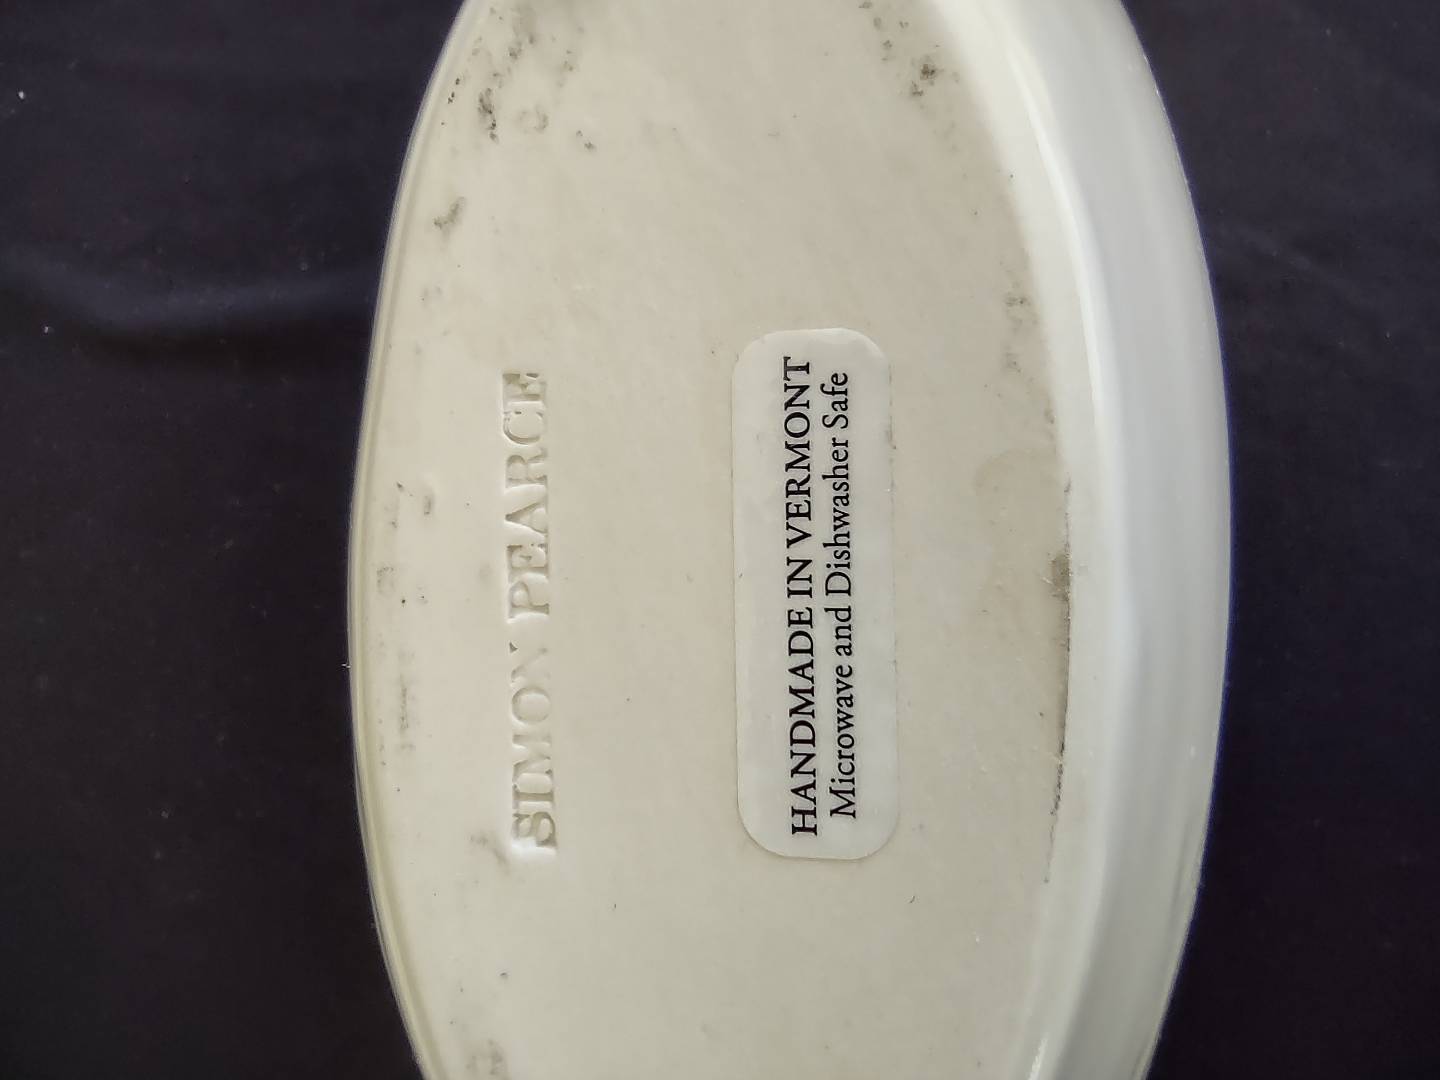 SIMON PEARCE
HANDMADE IN VERMONT
Microwave and Dishwasher Safe